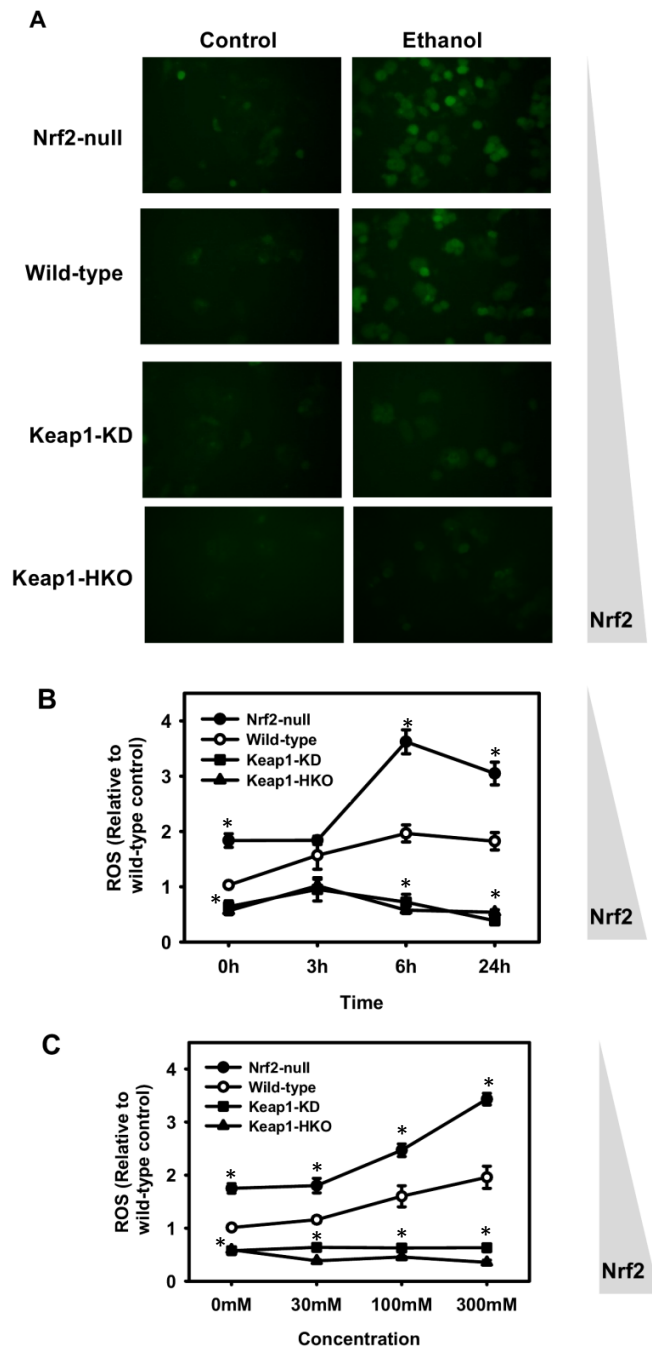 A
Control Ethanol
Nrf2-null
Wild-type
Keap1-KD
Keap1-HKO
Nrf2
B
ROS (Relative to
wild-type control)
4
3
2
1
0
Nrf2-null
Wild-type
Keap1-KD
Keap1-HKO
* * * * * *
0h 3h 6h 24h
Time
Nrf2
C
ROS (Relative to
wild-type control)
4
3
2
1
0
Nrf2-null
Wild-type
Keap1-KD
Keap1-HKO
* * * * * * * *
0mM 30mM 100mM 300mM
Concentration
Nrf2